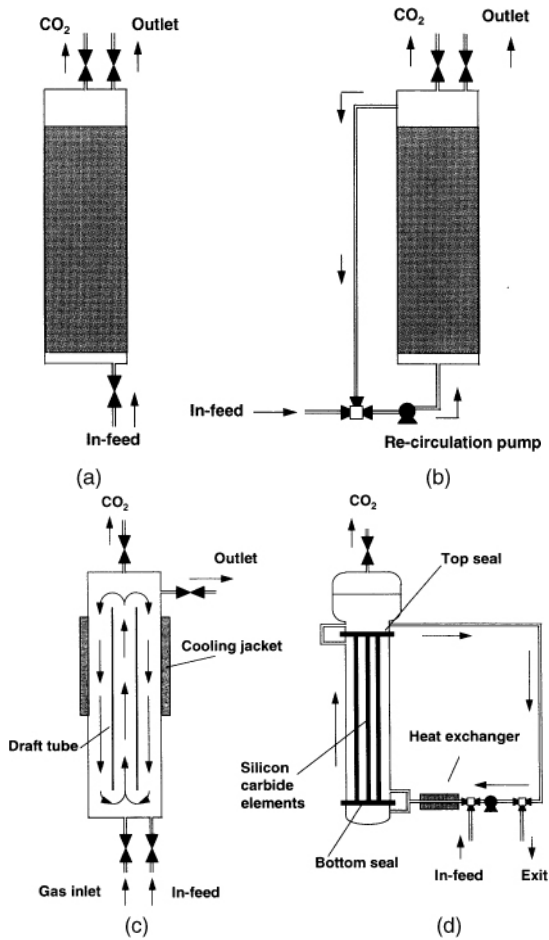 CO₂ Outlet
In-feed
(a)
CO₂ Outlet
In-feed
Re-circulation pump
(b)
CO₂
Outlet
Cooling jacket
Draft tube
Gas inlet In-feed
(c)
CO₂
Top seal
Heat exchanger
Silicon
carbide
elements
Bottom seal
In-feed Exit
(d)